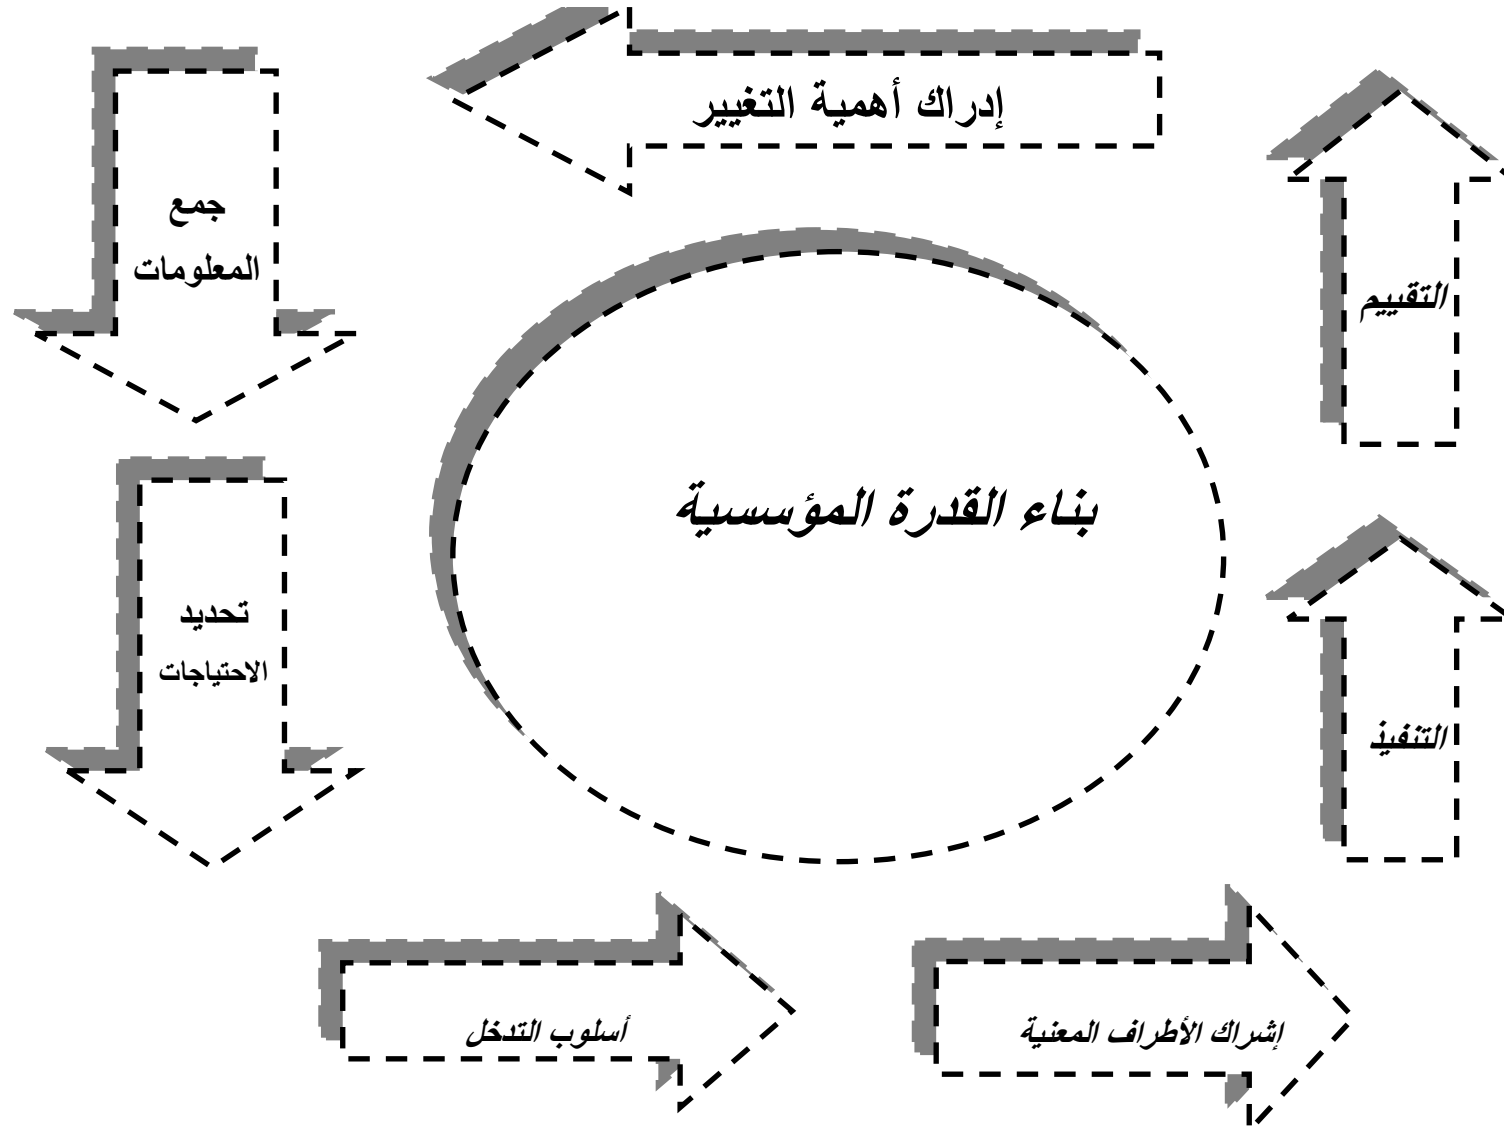 إدراك أهمية التغيير
جمع
المعلومات
تحديد
الاحتياجات
أسلوب التدخل
إشراك الأطراف المعنية
التنفيذ
التقييم
بناء القدرة المؤسسية